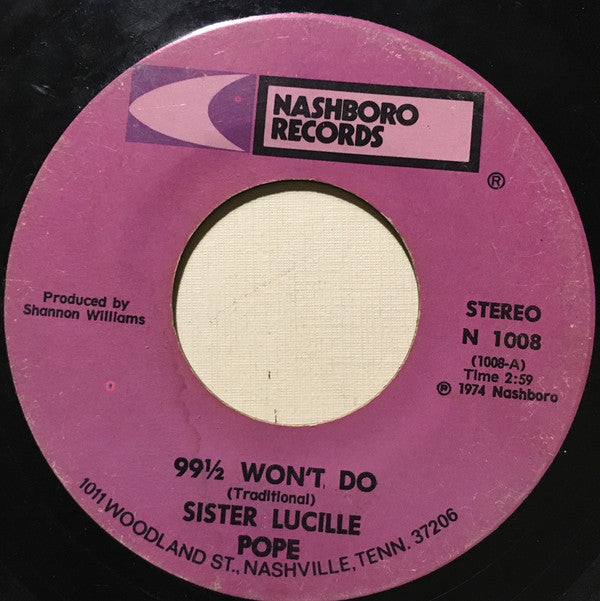 NASHBORO
RECORDS
®
Produced by
Shannon Williams
STEREO
N 1008
(1008-A)
Time 2:59
℗ 1974 Nashboro
99½ WON'T DO
(Traditional)
SISTER LUCILLE
POPE
1011 WOODLAND ST., NASHVILLE, TENN. 37206